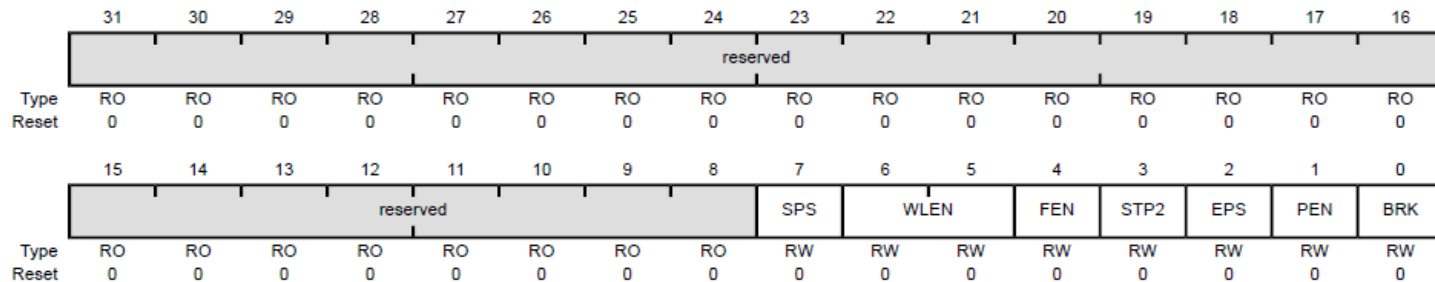 31 30 29 28 27 26 25 24 23 22 21 20 19 18 17 16
reserved
Type RO RO RO RO RO RO RO RO RO RO RO RO RO RO RO RO
Reset 0 0 0 0 0 0 0 0 0 0 0 0 0 0 0 0
15 14 13 12 11 10 9 8 7 6 5 4 3 2 1 0
reserved SPS WLEN FEN STP2 EPS PEN BRK
Type RO RO RO RO RO RO RO RO RW RW RW RW RW RW RW RW
Reset 0 0 0 0 0 0 0 0 0 0 0 0 0 0 0 0